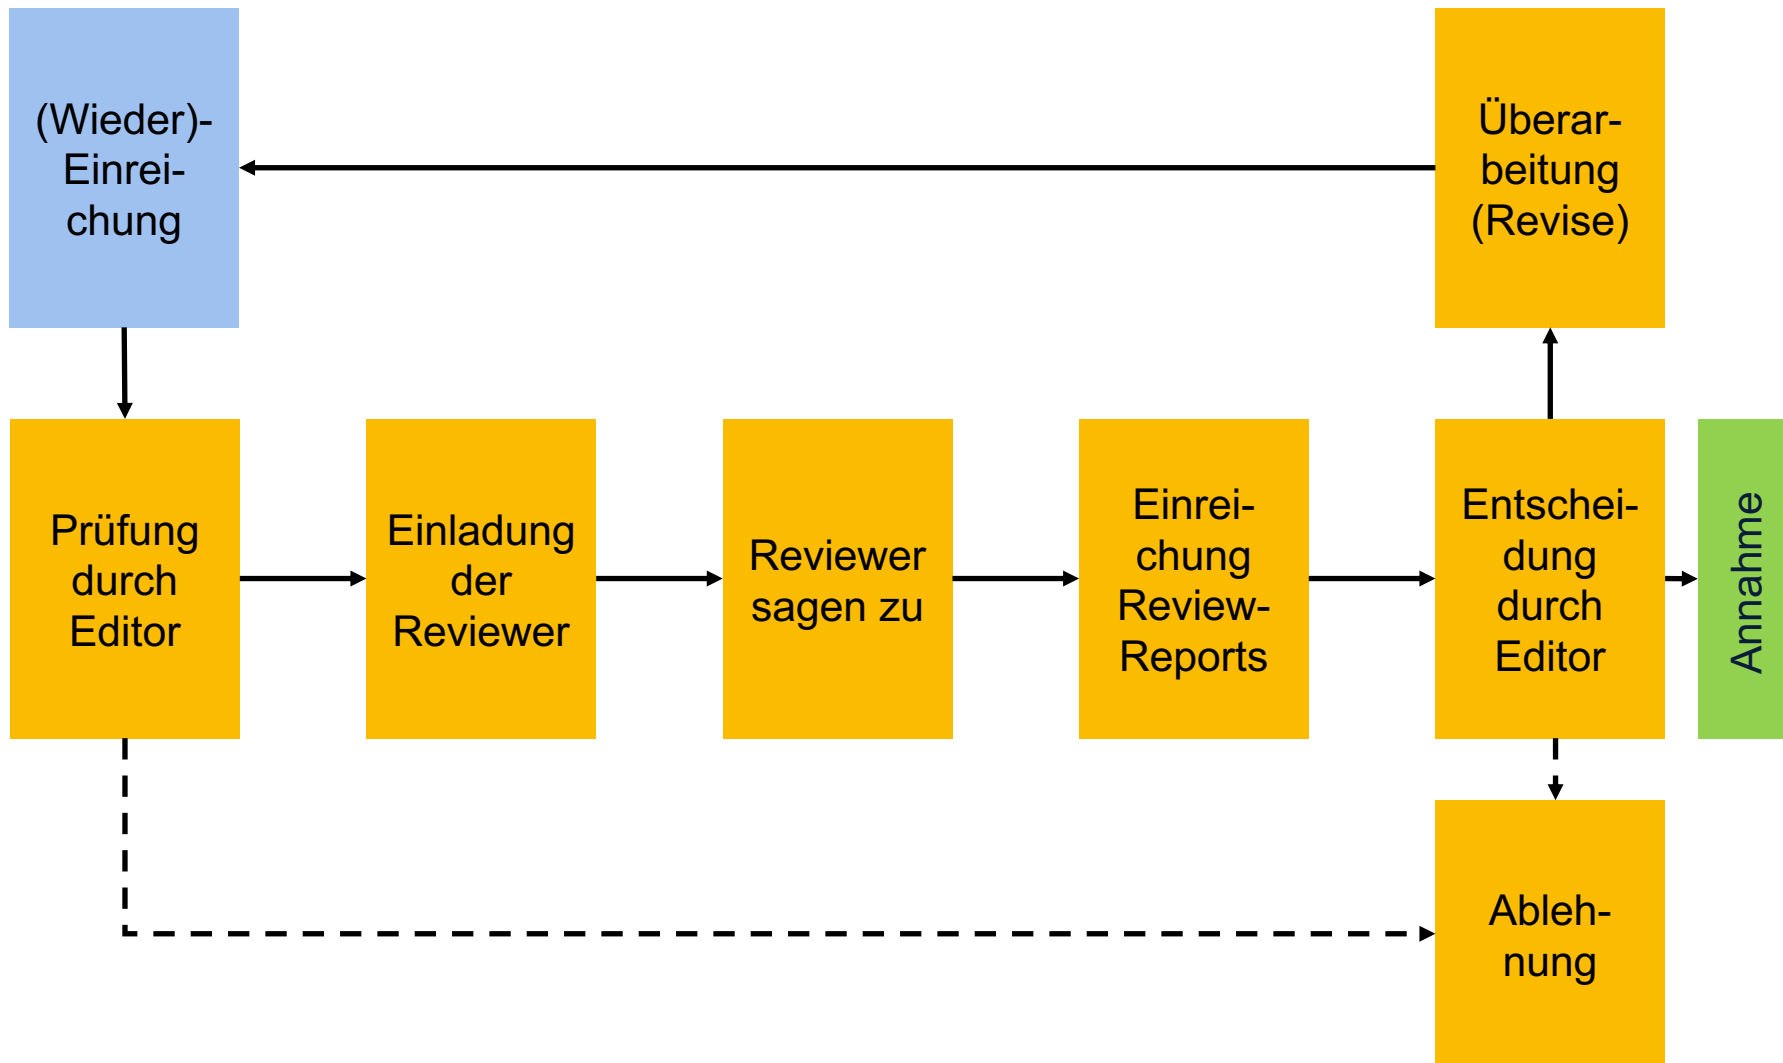 (Wieder)-
Einrei-
chung
Überar-
beitung
(Revise)
Prüfung
durch
Editor
Einladung
der
Reviewer
Reviewer
sagen zu
Einrei-
chung
Review-
Reports
Entschei-
dung
durch
Editor
Annahme
Ableh-
nung